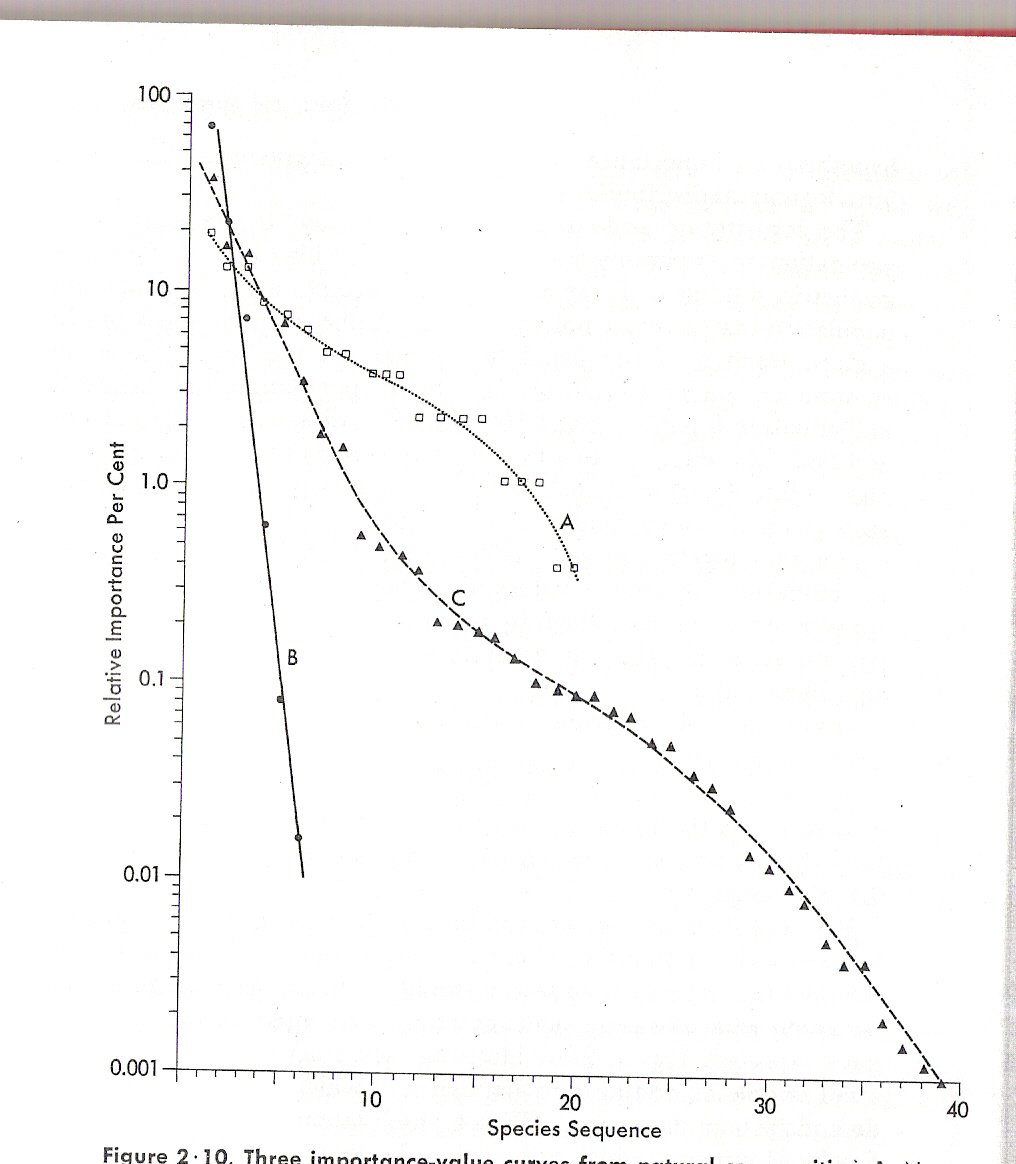 100
10
1.0
0.1
0.01
0.001
Relative Importance Per Cent
A
C
B
10
20
30
40
Species Sequence
Figure 2·10. Three importance-value curves from natural